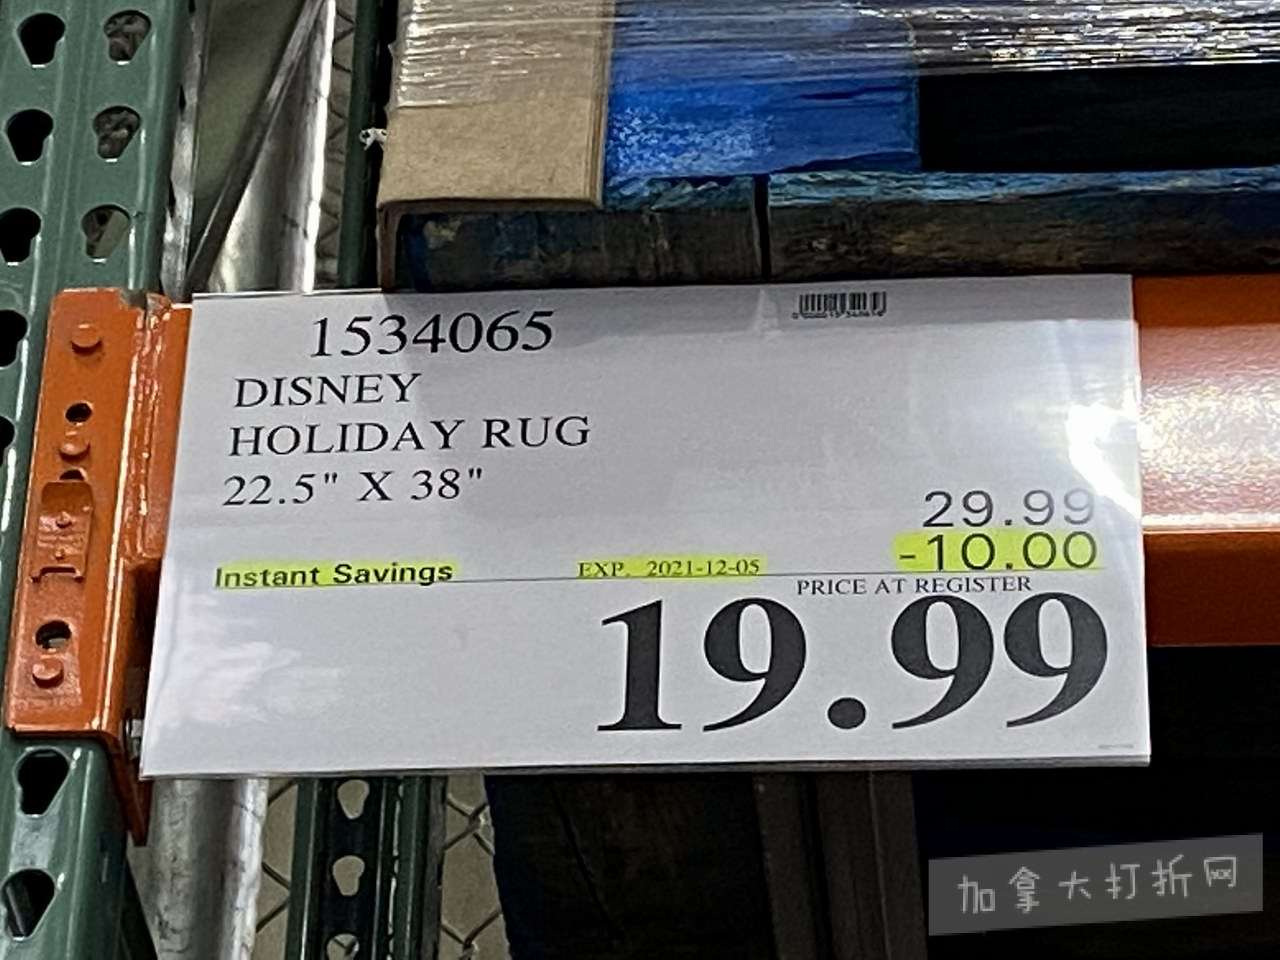 1534065
DISNEY
HOLIDAY RUG
22.5" X 38"
29.99
-10.00
Instant Savings
EXP. 2021-12-05
PRICE AT REGISTER
19.99
加拿大打折网